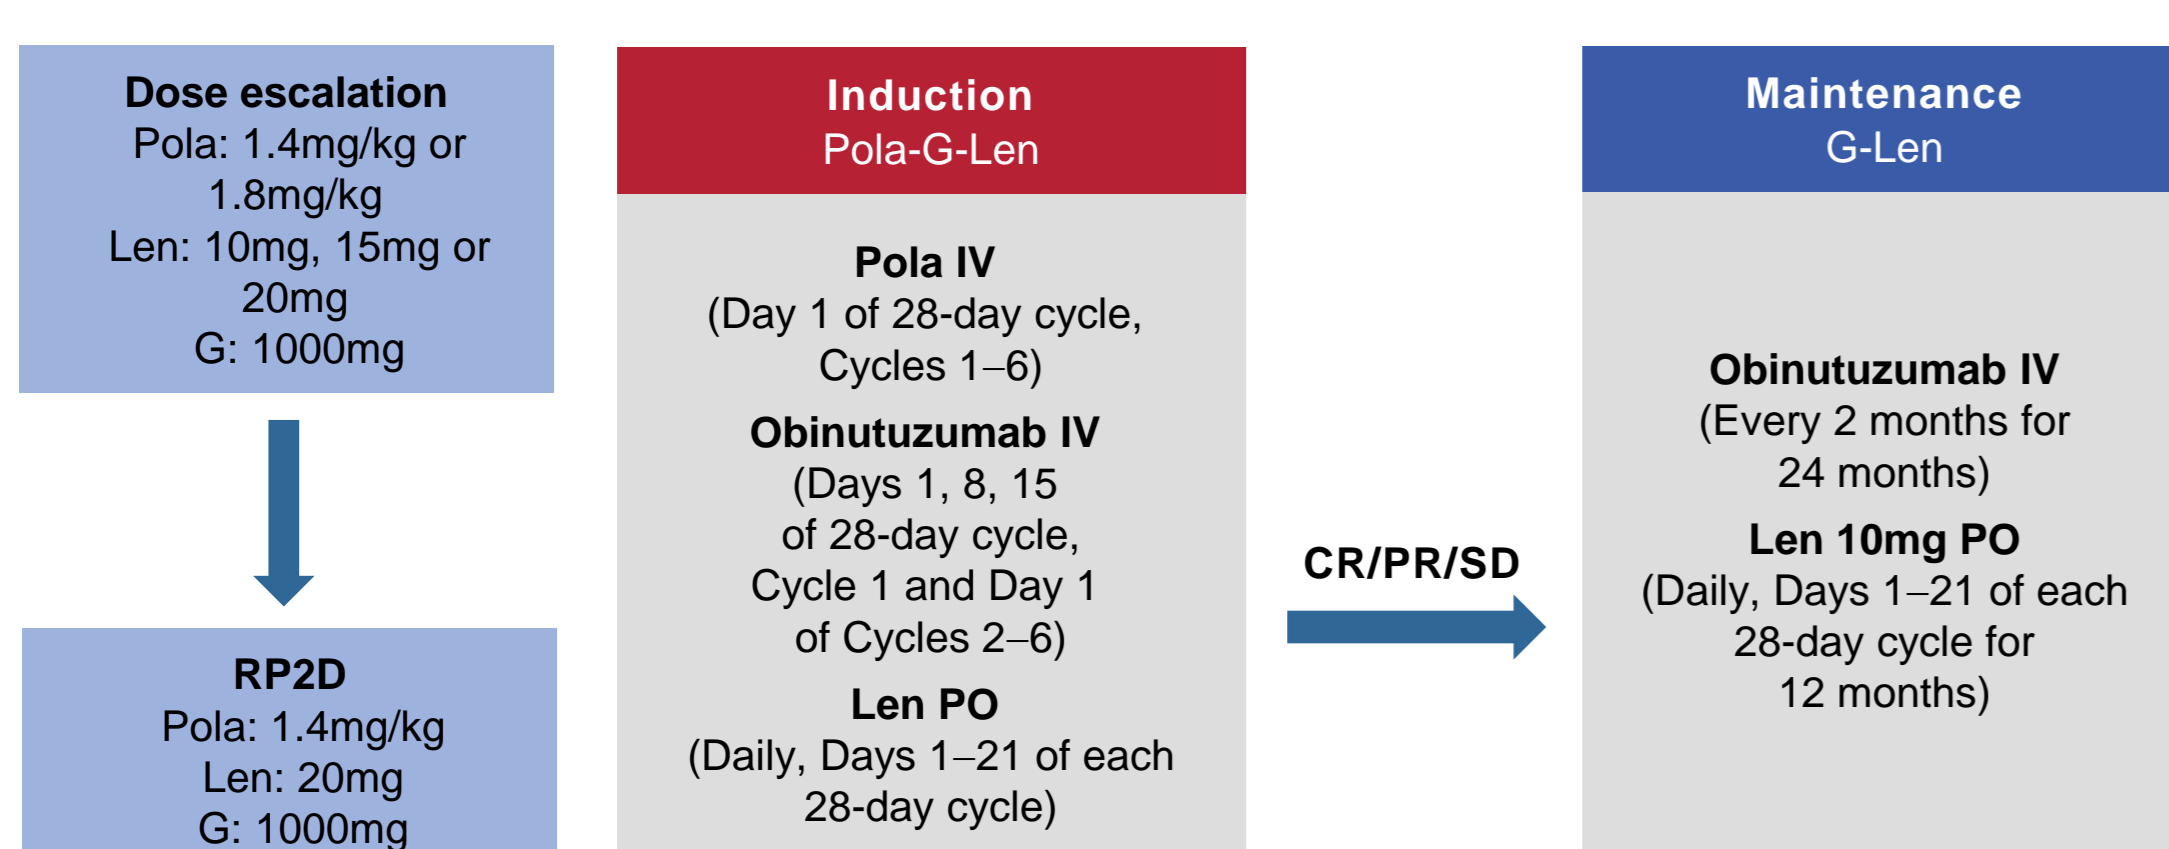 Dose escalation
Pola: 1.4mg/kg or
1.8mg/kg
Len: 10mg, 15mg or
20mg
G: 1000mg
RP2D
Pola: 1.4mg/kg
Len: 20mg
G: 1000mg
Induction
Pola-G-Len
Pola IV
(Day 1 of 28-day cycle,
Cycles 1–6)
Obinutuzumab IV
(Days 1, 8, 15
of 28-day cycle,
Cycle 1 and Day 1
of Cycles 2–6)
Len PO
(Daily, Days 1–21 of each
28-day cycle)
CR/PR/SD
Maintenance
G-Len
Obinutuzumab IV
(Every 2 months for
24 months)
Len 10mg PO
(Daily, Days 1–21 of each
28-day cycle for
12 months)